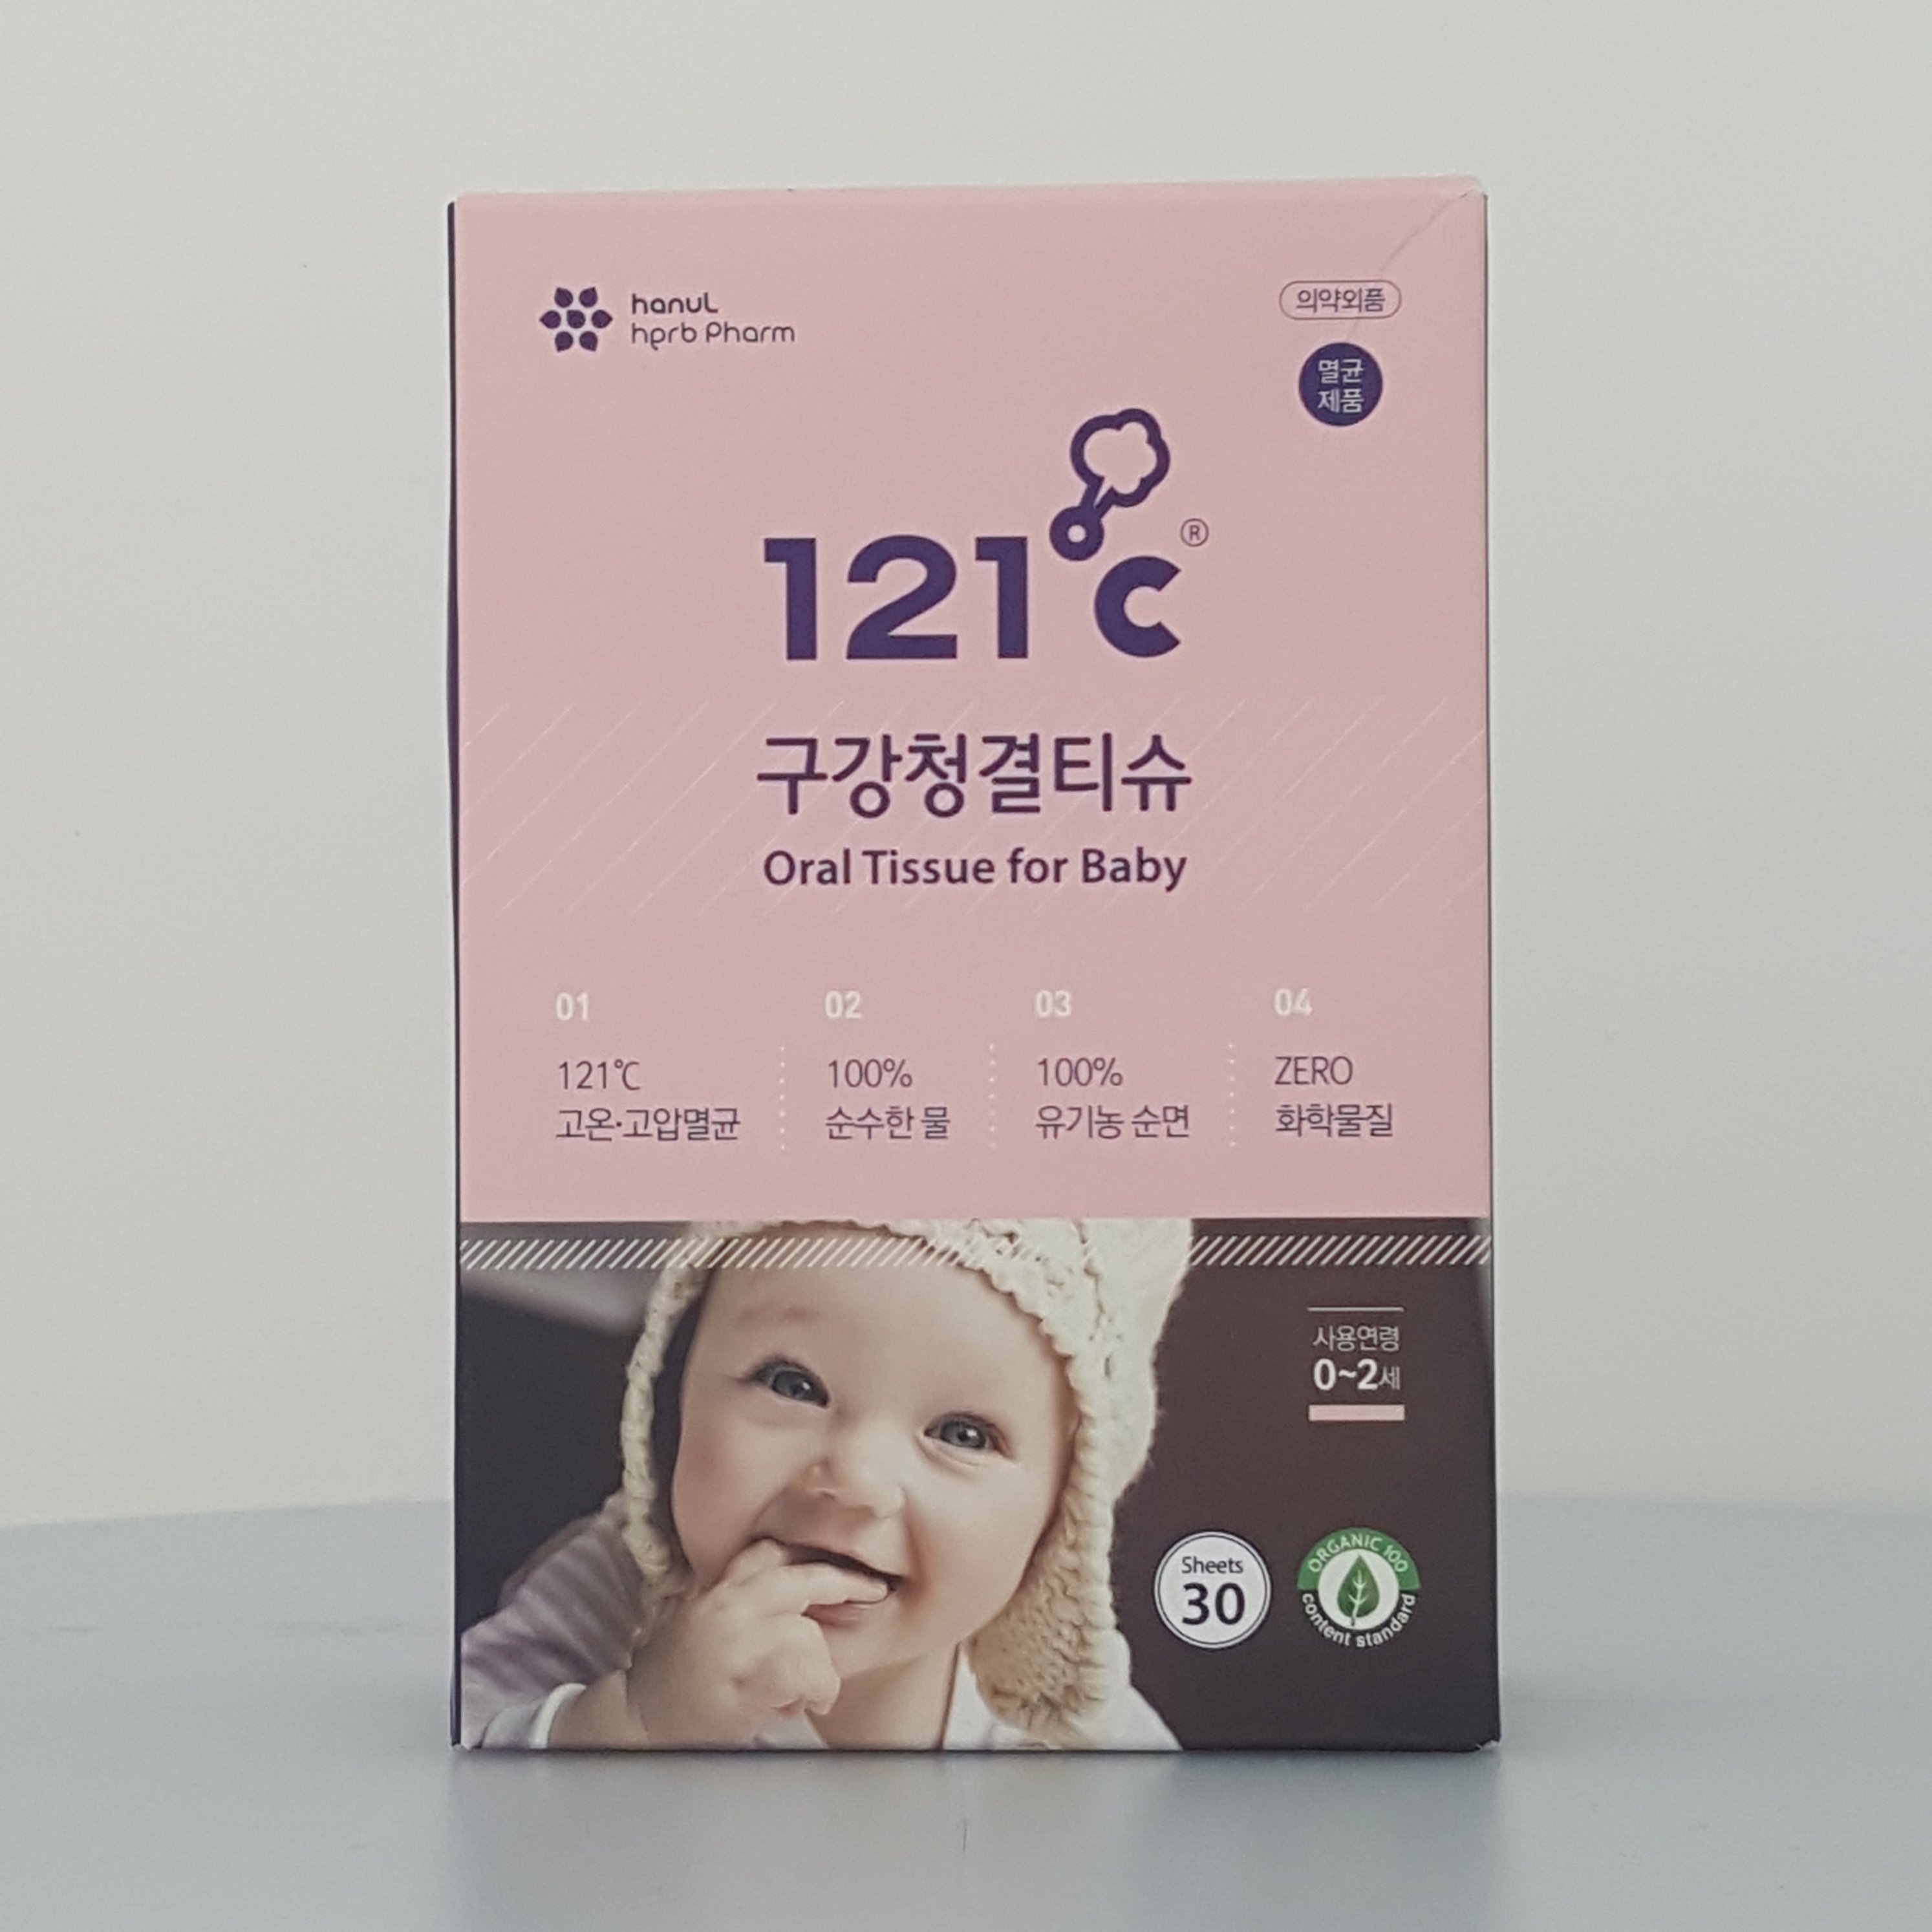 hanul
herb Pharm
의약외품
멸균
제품
121℃®
구강청결티슈
Oral Tissue for Baby
01
121℃
고온·고압멸균
02
100%
순수한 물
03
100%
유기농 순면
04
ZERO
화학물질
사용연령
0~2세
Sheets
30
ORGANIC 100
content standard